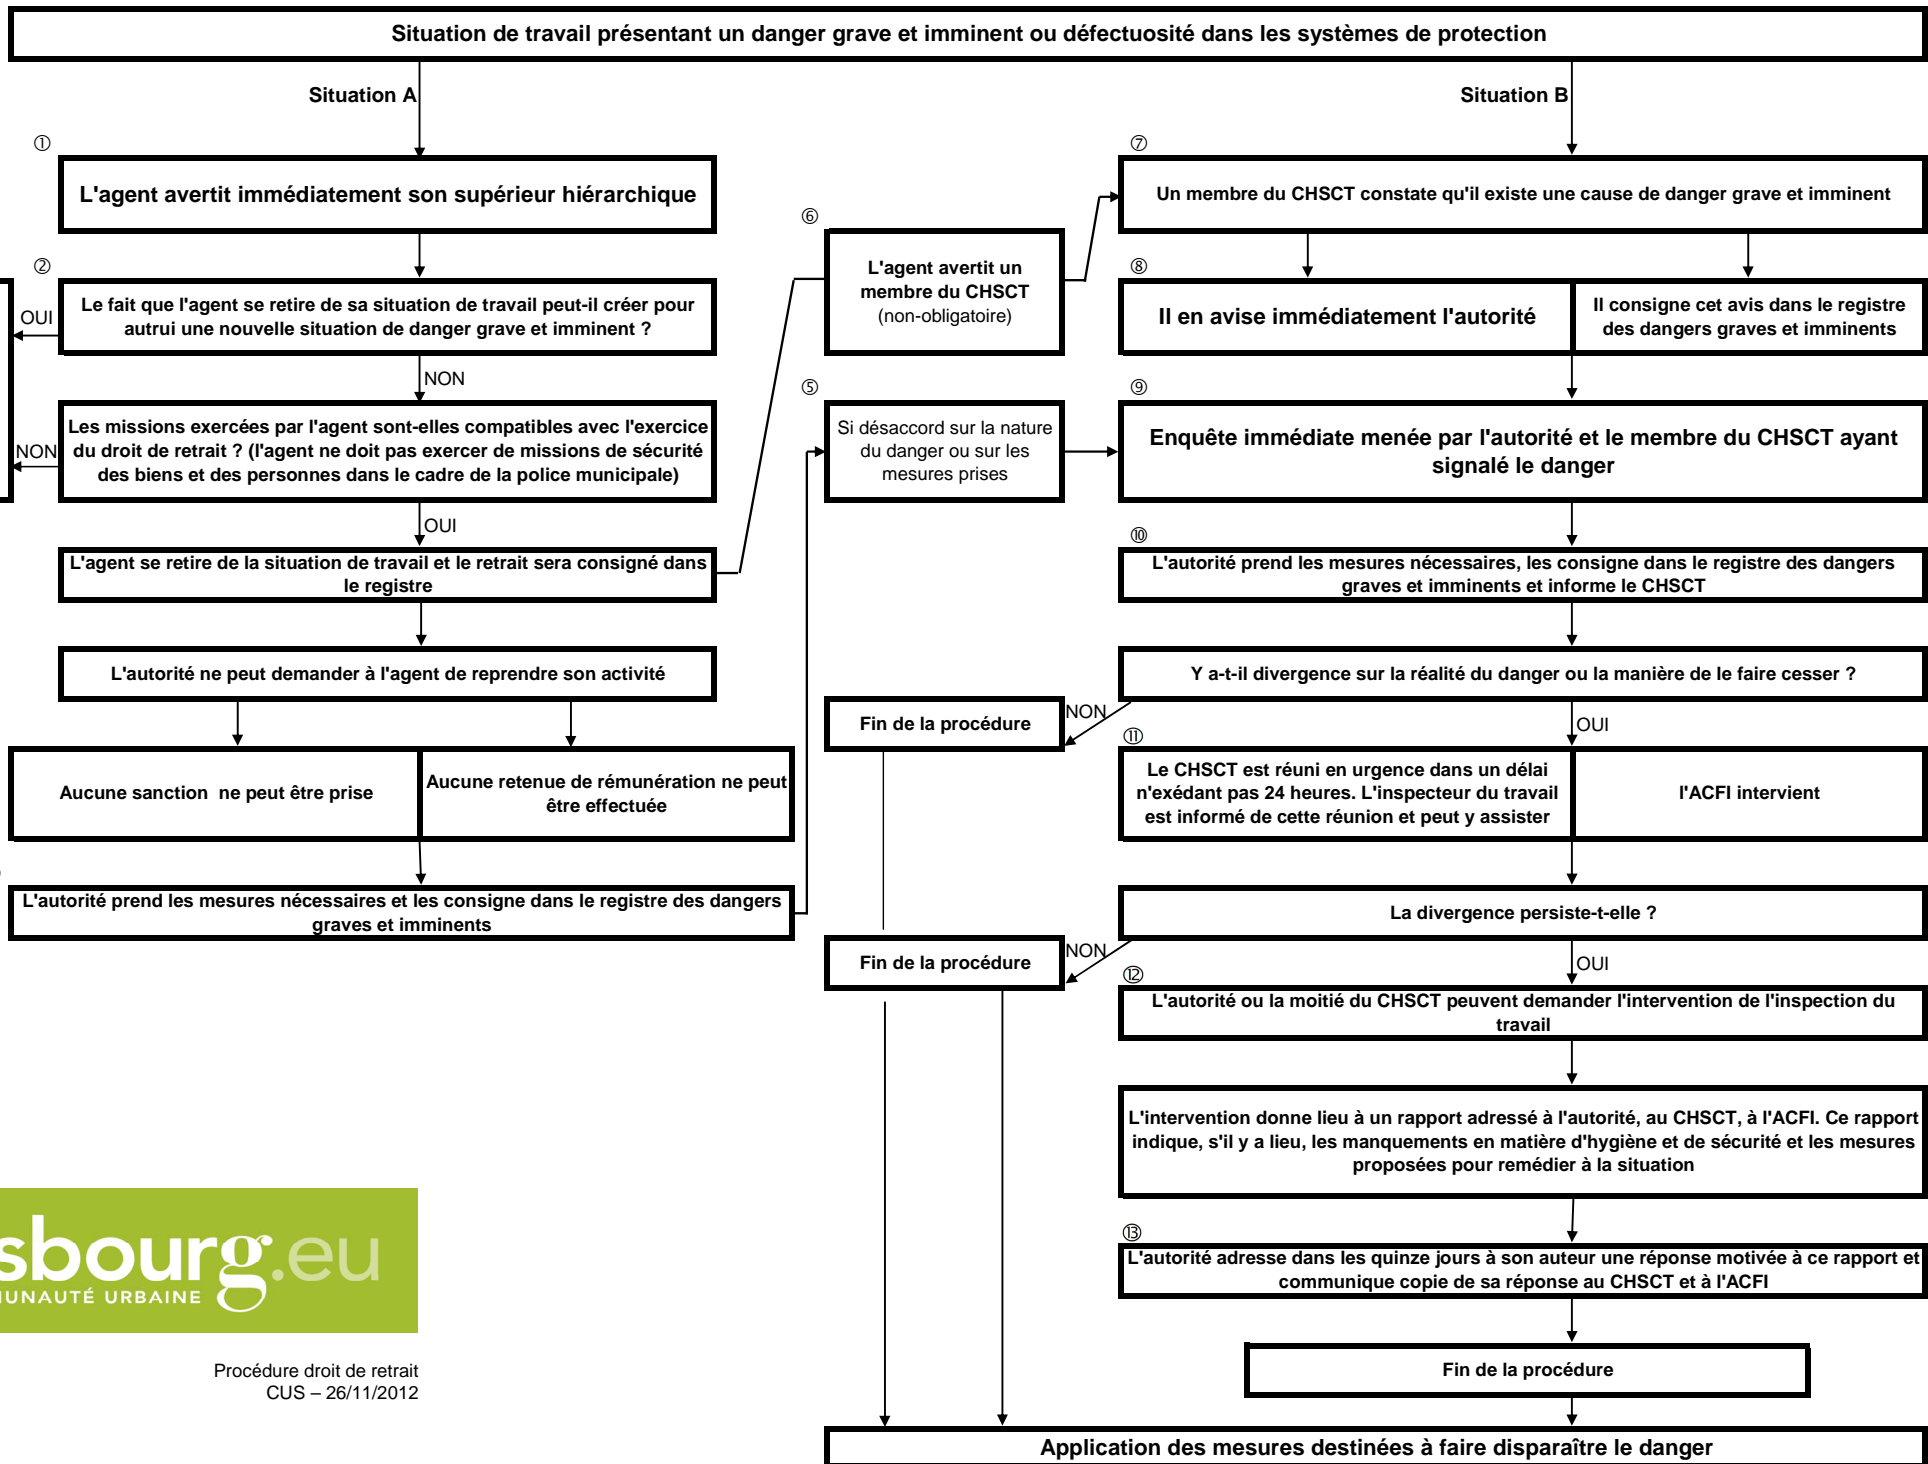 Situation de travail présentant un danger grave et imminent ou défectuosité dans les systèmes de protection
Situation A
Situation B
①
L'agent avertit immédiatement son supérieur hiérarchique
②
Le fait que l'agent se retire de sa situation de travail peut-il créer pour
autrui une nouvelle situation de danger grave et imminent ?
OUI
NON
Les missions exercées par l'agent sont-elles compatibles avec l'exercice
du droit de retrait ? (l'agent ne doit pas exercer de missions de sécurité
des biens et des personnes dans le cadre de la police municipale)
NON
OUI
L'agent se retire de la situation de travail et le retrait sera consigné dans
le registre
L'autorité ne peut demander à l'agent de reprendre son activité
Aucune sanction ne peut être prise
Aucune retenue de rémunération ne peut
être effectuée
L'autorité prend les mesures nécessaires et les consigne dans le registre des dangers
graves et imminents
⑤
Si désaccord sur la nature
du danger ou sur les
mesures prises
⑥
L'agent avertit un
membre du CHSCT
(non-obligatoire)
⑦
Un membre du CHSCT constate qu'il existe une cause de danger grave et imminent
⑧
Il en avise immédiatement l'autorité
Il consigne cet avis dans le registre
des dangers graves et imminents
⑨
Enquête immédiate menée par l'autorité et le membre du CHSCT ayant
signalé le danger
⑩
L'autorité prend les mesures nécessaires, les consigne dans le registre des dangers
graves et imminents et informe le CHSCT
Y a-t-il divergence sur la réalité du danger ou la manière de le faire cesser ?
NON
Fin de la procédure
OUI
⑪
Le CHSCT est réuni en urgence dans un délai
n'exédant pas 24 heures. L'inspecteur du travail
est informé de cette réunion et peut y assister
l'ACFI intervient
La divergence persiste-t-elle ?
NON
Fin de la procédure
OUI
⑫
L'autorité ou la moitié du CHSCT peuvent demander l'intervention de l'inspection du
travail
L'intervention donne lieu à un rapport adressé à l'autorité, au CHSCT, à l'ACFI. Ce rapport
indique, s'il y a lieu, les manquements en matière d'hygiène et de sécurité et les mesures
proposées pour remédier à la situation
⑬
L'autorité adresse dans les quinze jours à son auteur une réponse motivée à ce rapport et
communique copie de sa réponse au CHSCT et à l'ACFI
Fin de la procédure
Application des mesures destinées à faire disparaître le danger
sbourg.eu
MUNAUTÉ URBAINE
Procédure droit de retrait
CUS – 26/11/2012